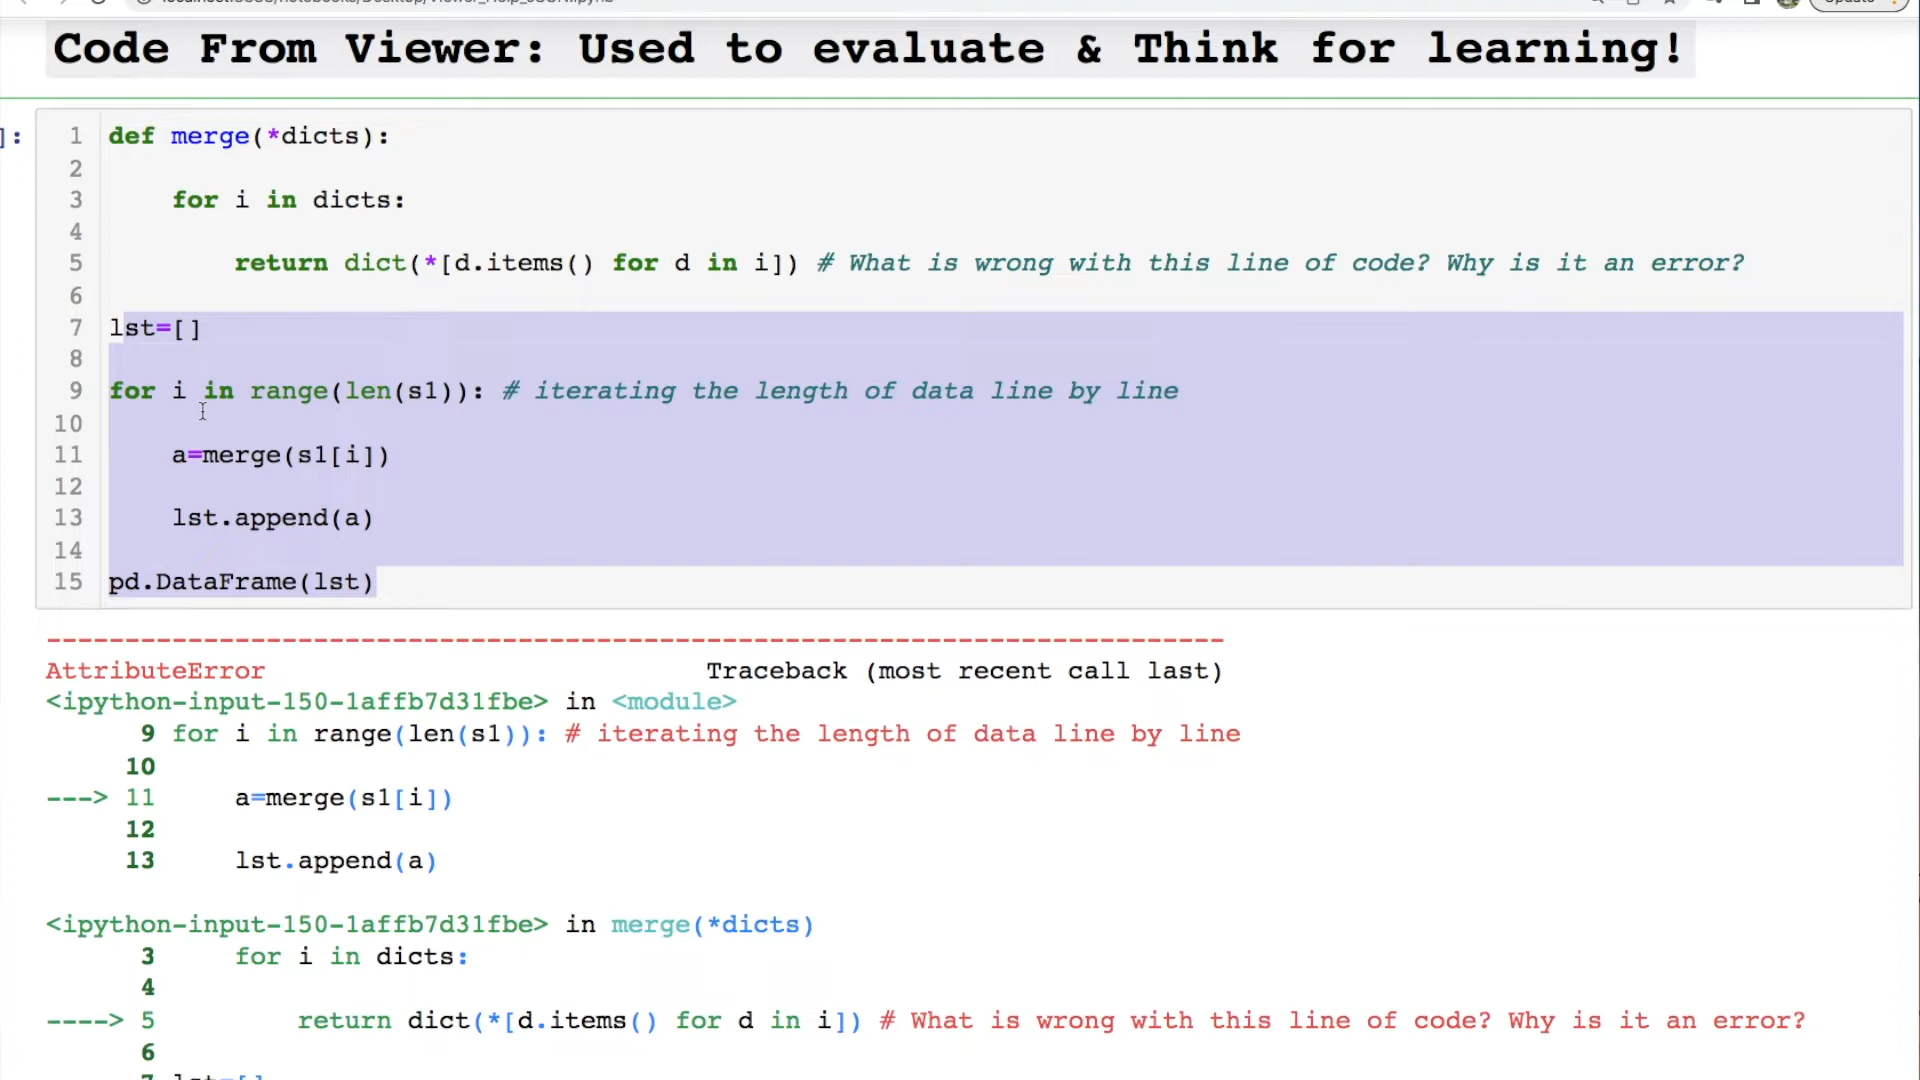 Code From Viewer: Used to evaluate & Think for learning!
]:
1 def merge(*dicts):
2
3 for i in dicts:
4
5 return dict(*[d.items() for d in i]) # What is wrong with this line of code? Why is it an error?
6
7 lst=[]
8
9 for i in range(len(s1)): # iterating the length of data line by line
10
11 a=merge(s1[i])
12
13 lst.append(a)
14
15 pd.DataFrame(lst)
---------------------------------------------------------------------------
AttributeError Traceback (most recent call last)
<ipython-input-150-1affb7d31fbe> in <module>
9 for i in range(len(s1)): # iterating the length of data line by line
10
---> 11 a=merge(s1[i])
12
13 lst.append(a)
<ipython-input-150-1affb7d31fbe> in merge(*dicts)
3 for i in dicts:
4
----> 5 return dict(*[d.items() for d in i]) # What is wrong with this line of code? Why is it an error?
6
7 lst=[]